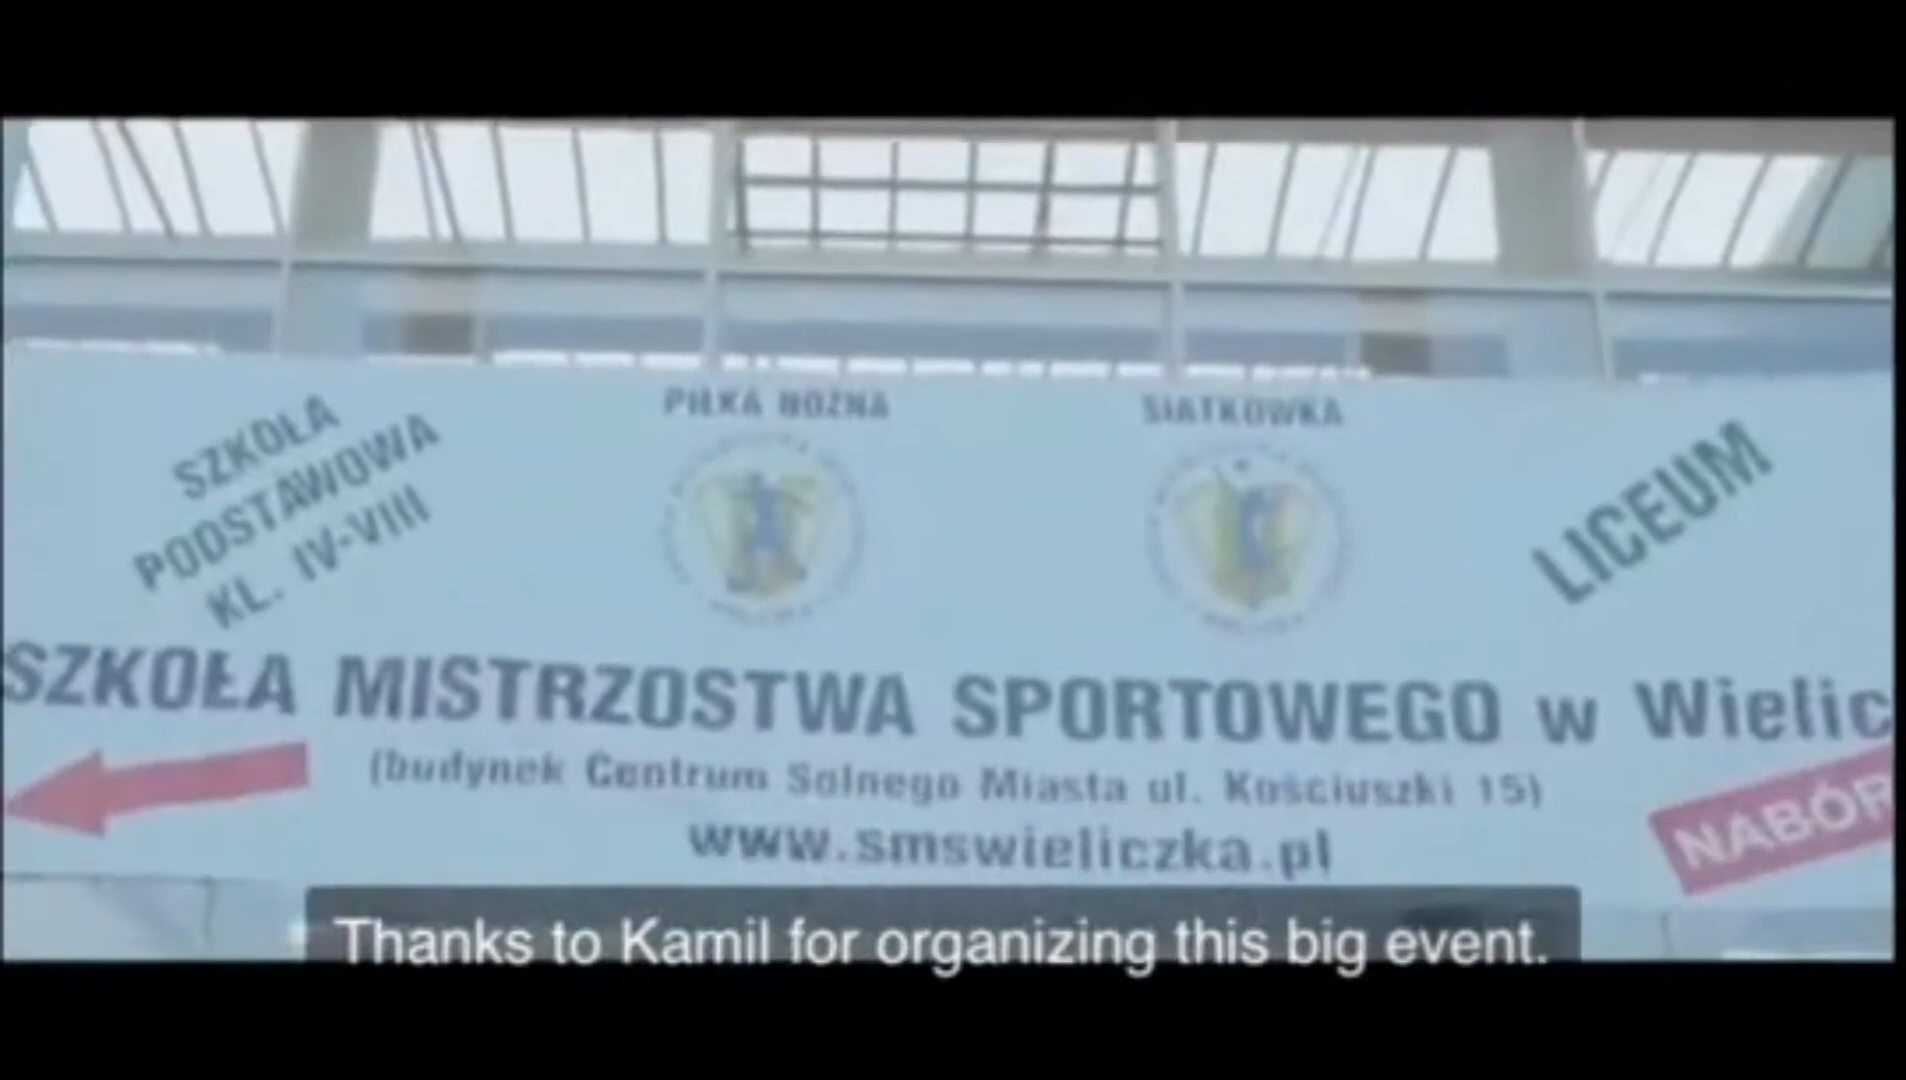 SZKOŁA
PODSTAWOWA
KL. IV-VIII
PIŁKA NOŻNA
SIATKÓWKA
LICEUM
SZKOŁA MISTRZOSTWA SPORTOWEGO w Wielic
(budynek Centrum Solnego Miasta ul. Kościuszki 15)
NABÓR
www.smswieliczka.pl
Thanks to Kamil for organizing this big event.